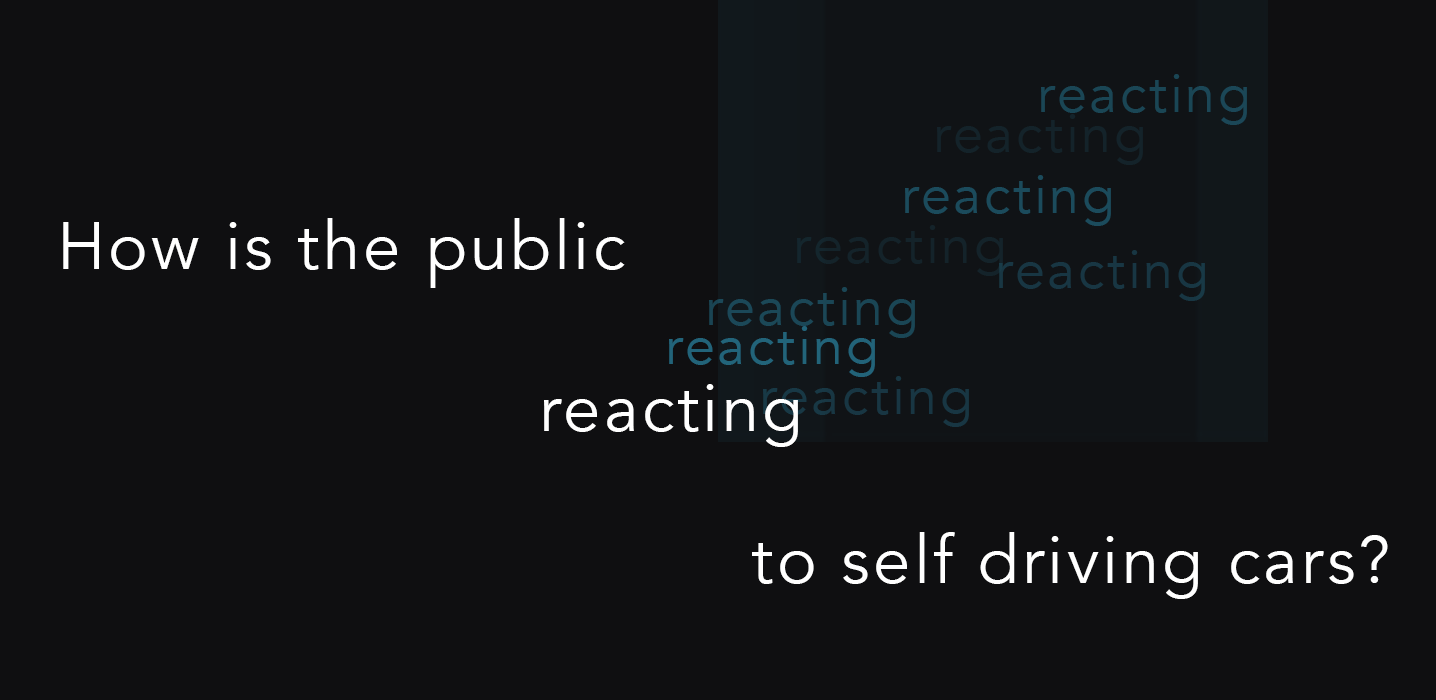 reacting
reacting
reacting
How is the public
reacting
reacting
reacting
reacting
reacting
reacting
to self driving cars?